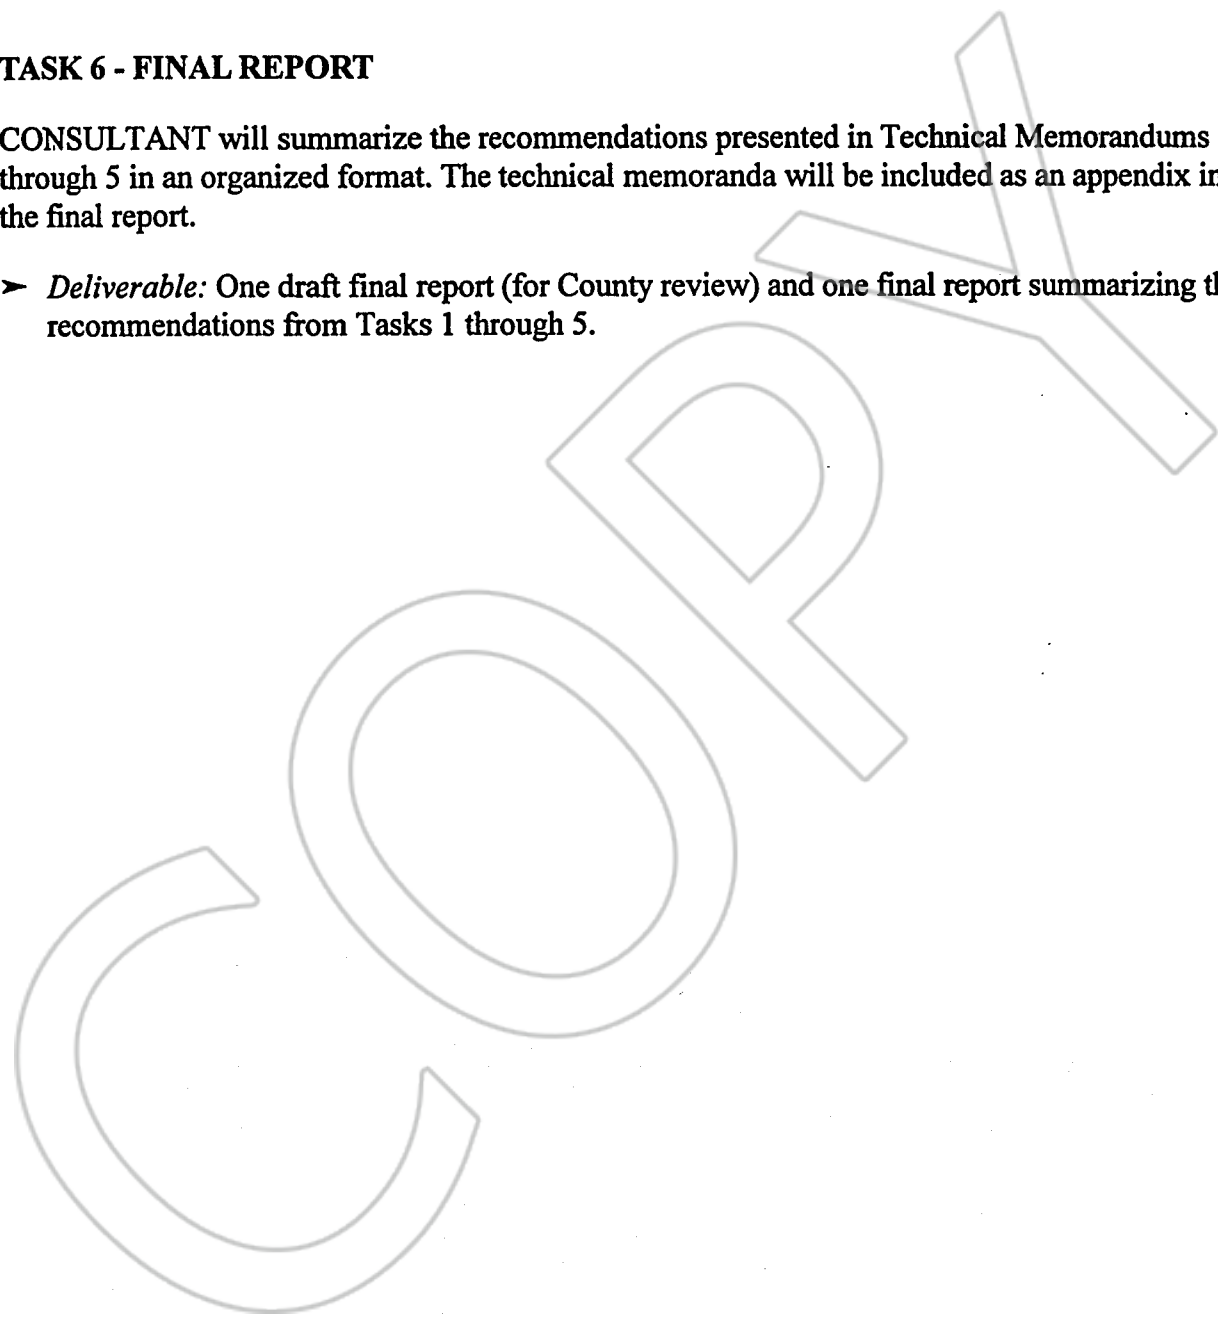 TASK 6 - FINAL REPORT
CONSULTANT will summarize the recommendations presented in Technical Memorandums
through 5 in an organized format. The technical memoranda will be included as an appendix in
the final report.
➤ Deliverable: One draft final report (for County review) and one final report summarizing th
recommendations from Tasks 1 through 5.
COPY